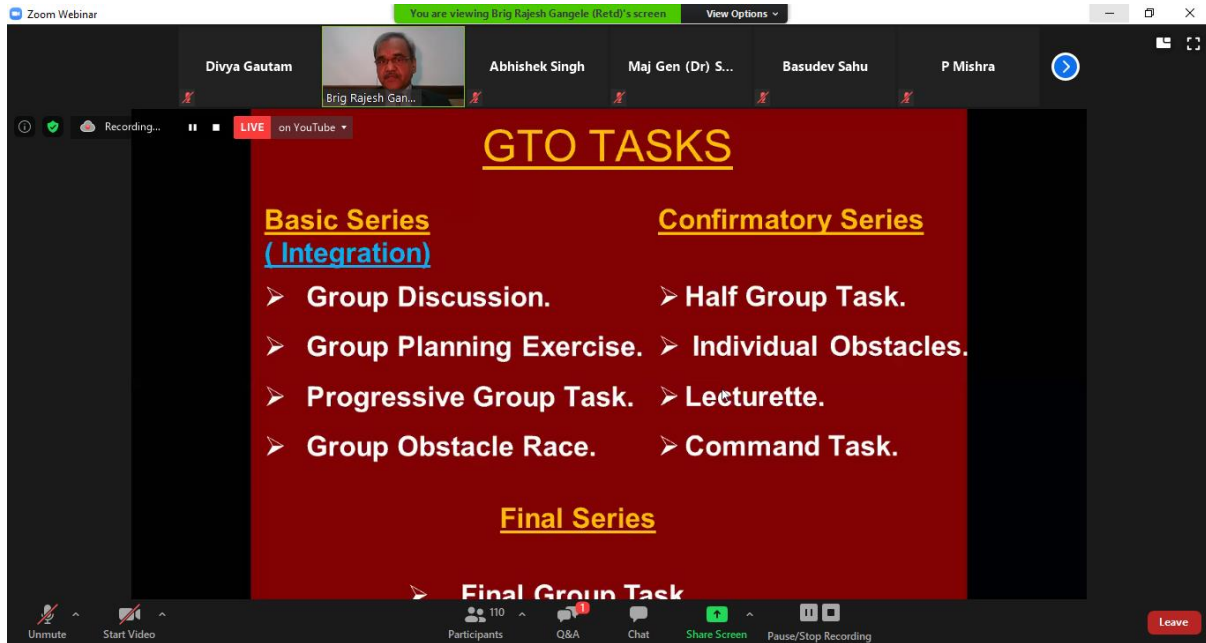 Zoom Webinar
You are viewing Brig Rajesh Gangele (Retd)'s screen
View Options
Divya Gautam
Brig Rajesh Gan...
Abhishek Singh
Maj Gen (Dr) S...
Basudev Sahu
P Mishra
Recording...
LIVE on YouTube
GTO TASKS
Basic Series
( Integration)
➢ Group Discussion.
➢ Group Planning Exercise.
➢ Progressive Group Task.
➢ Group Obstacle Race.
Confirmatory Series
➢ Half Group Task.
➢ Individual Obstacles.
➢ Lecturette.
➢ Command Task.
Final Series
➢ Final Group Task
Unmute
Start Video
110
Participants
1
Q&A
Chat
Share Screen
Pause/Stop Recording
Leave